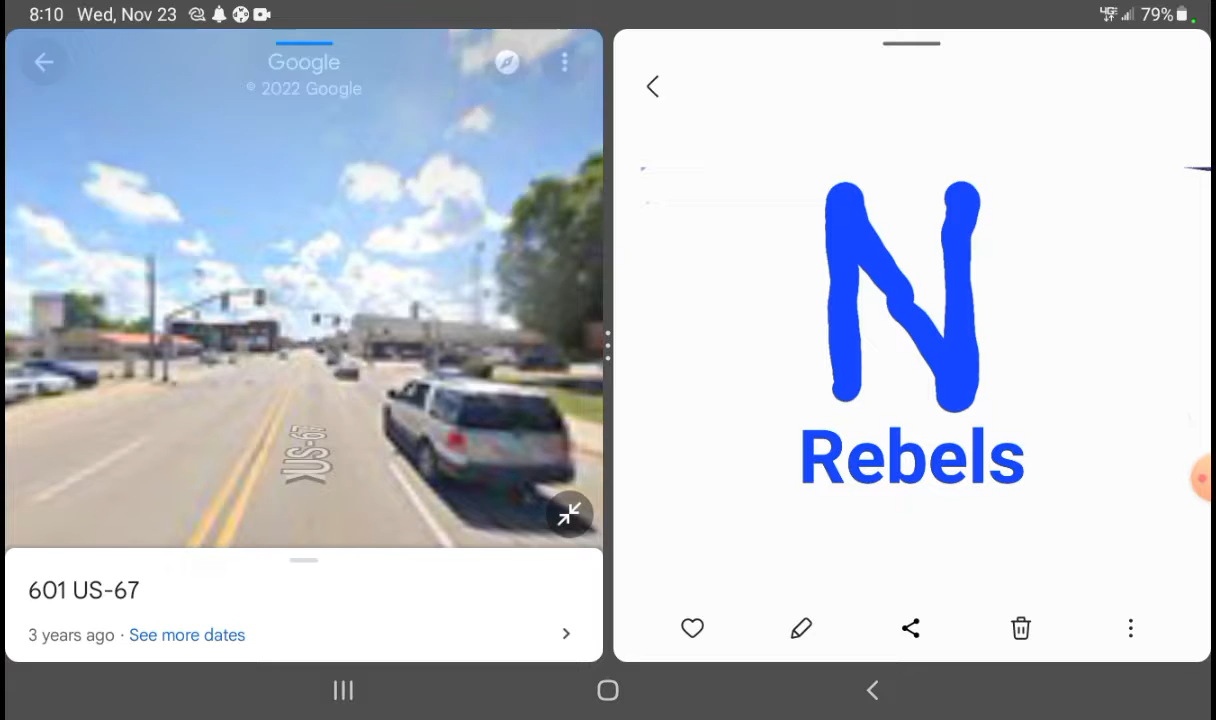 8:10 Wed, Nov 23
79%
Google
© 2022 Google
US-67
601 US-67
3 years ago · See more dates
N
Rebels